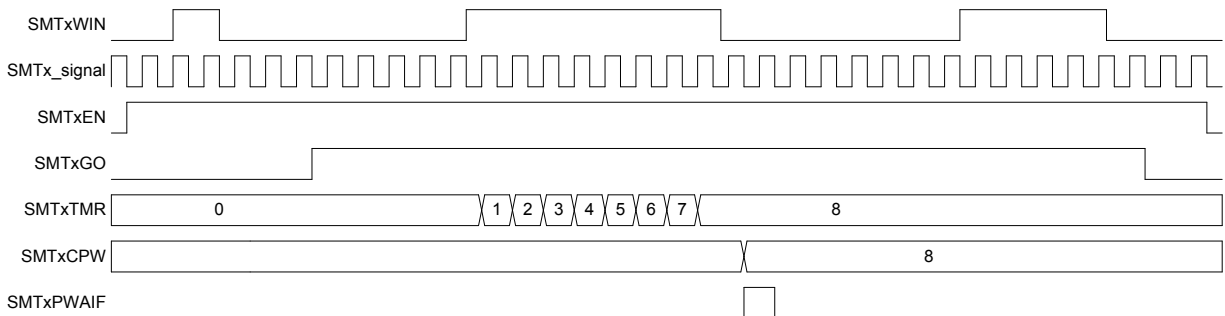 SMTxWIN
SMTx_signal
SMTxEN
SMTxGO
SMTxTMR 0 1 2 3 4 5 6 7 8
SMTxCPW 8
SMTxPWAIF